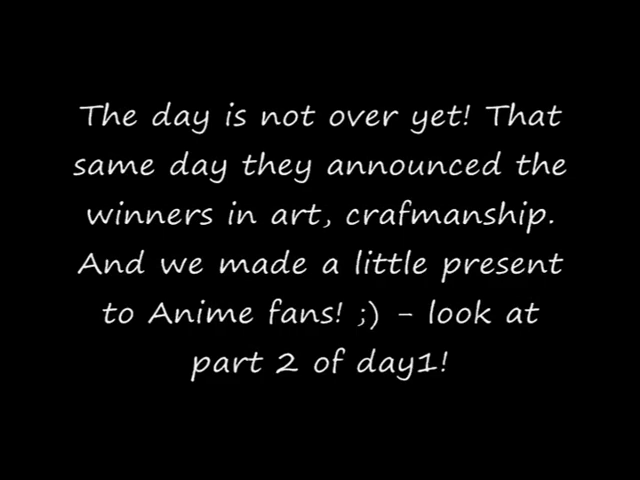 The day is not over yet! That
same day they announced the
winners in art, crafmanship.
And we made a little present
to Anime fans! ;) - look at
part 2 of day1!